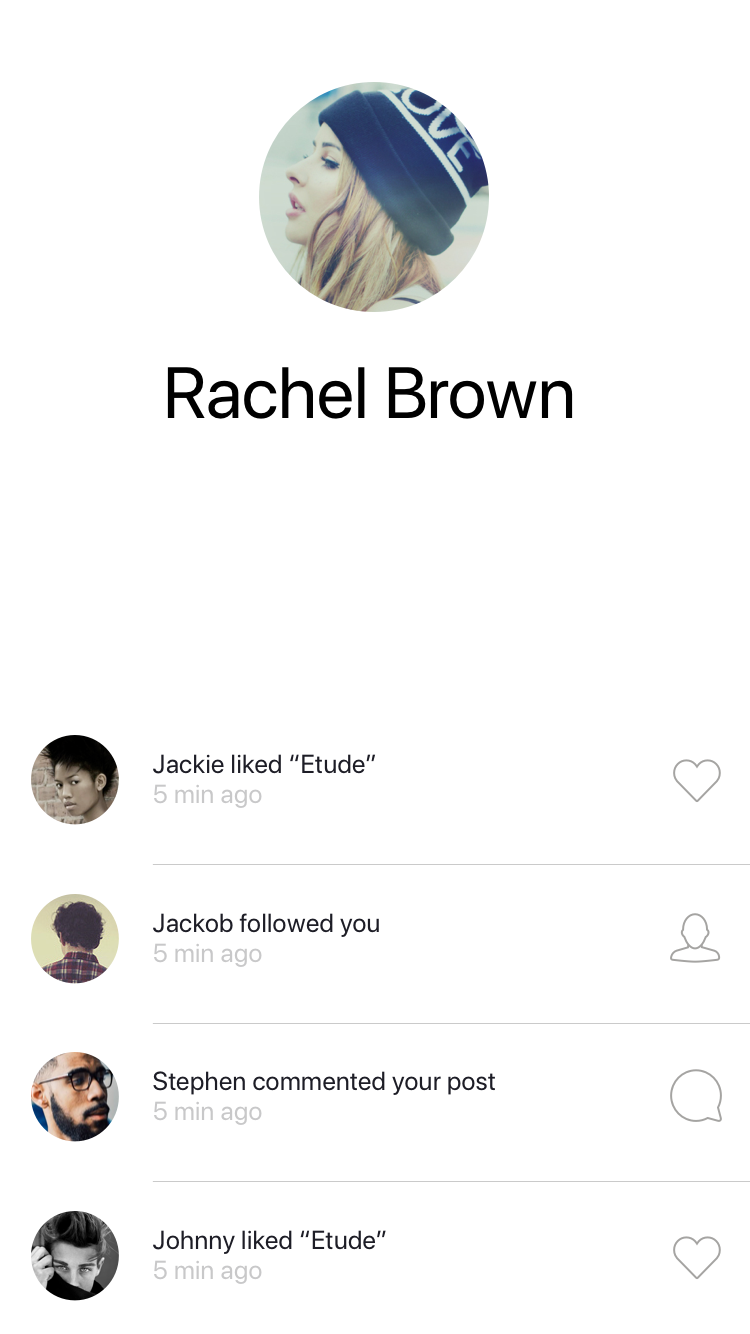 LOVE
Rachel Brown
Jackie liked “Etude”
5 min ago
Jackob followed you
5 min ago
Stephen commented your post
5 min ago
Johnny liked “Etude”
5 min ago